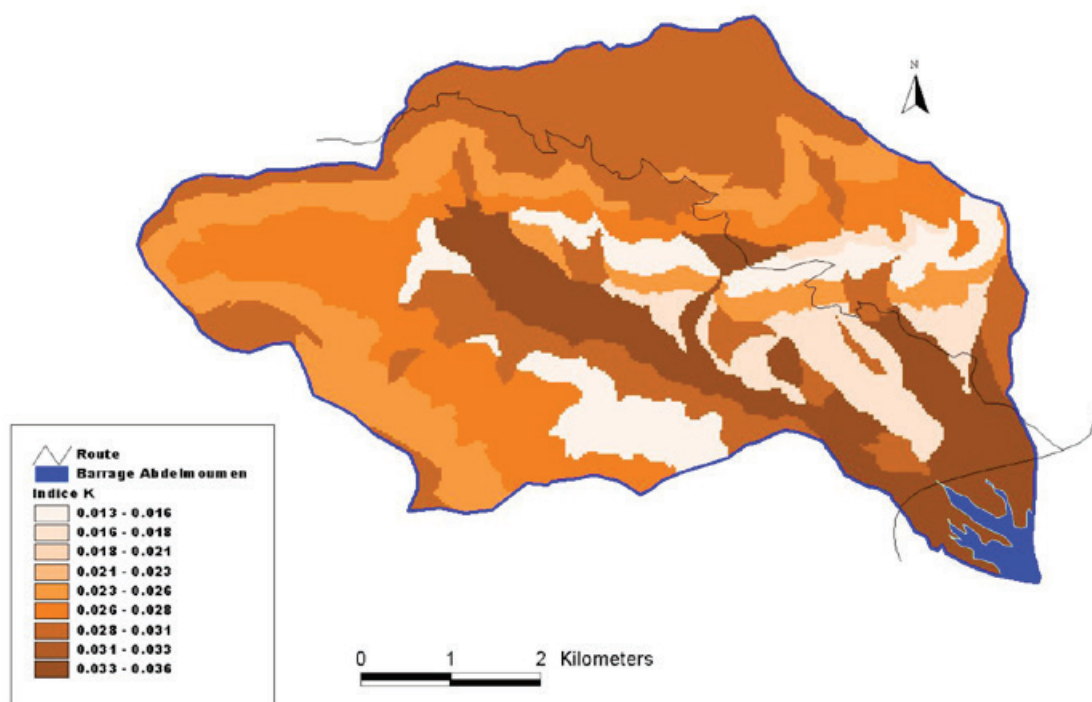 N
Route
Barrage Abdelmoumen
Indice K
0.013 - 0.016
0.016 - 0.018
0.018 - 0.021
0.021 - 0.023
0.023 - 0.026
0.026 - 0.028
0.028 - 0.031
0.031 - 0.033
0.033 - 0.036
0 1 2 Kilometers